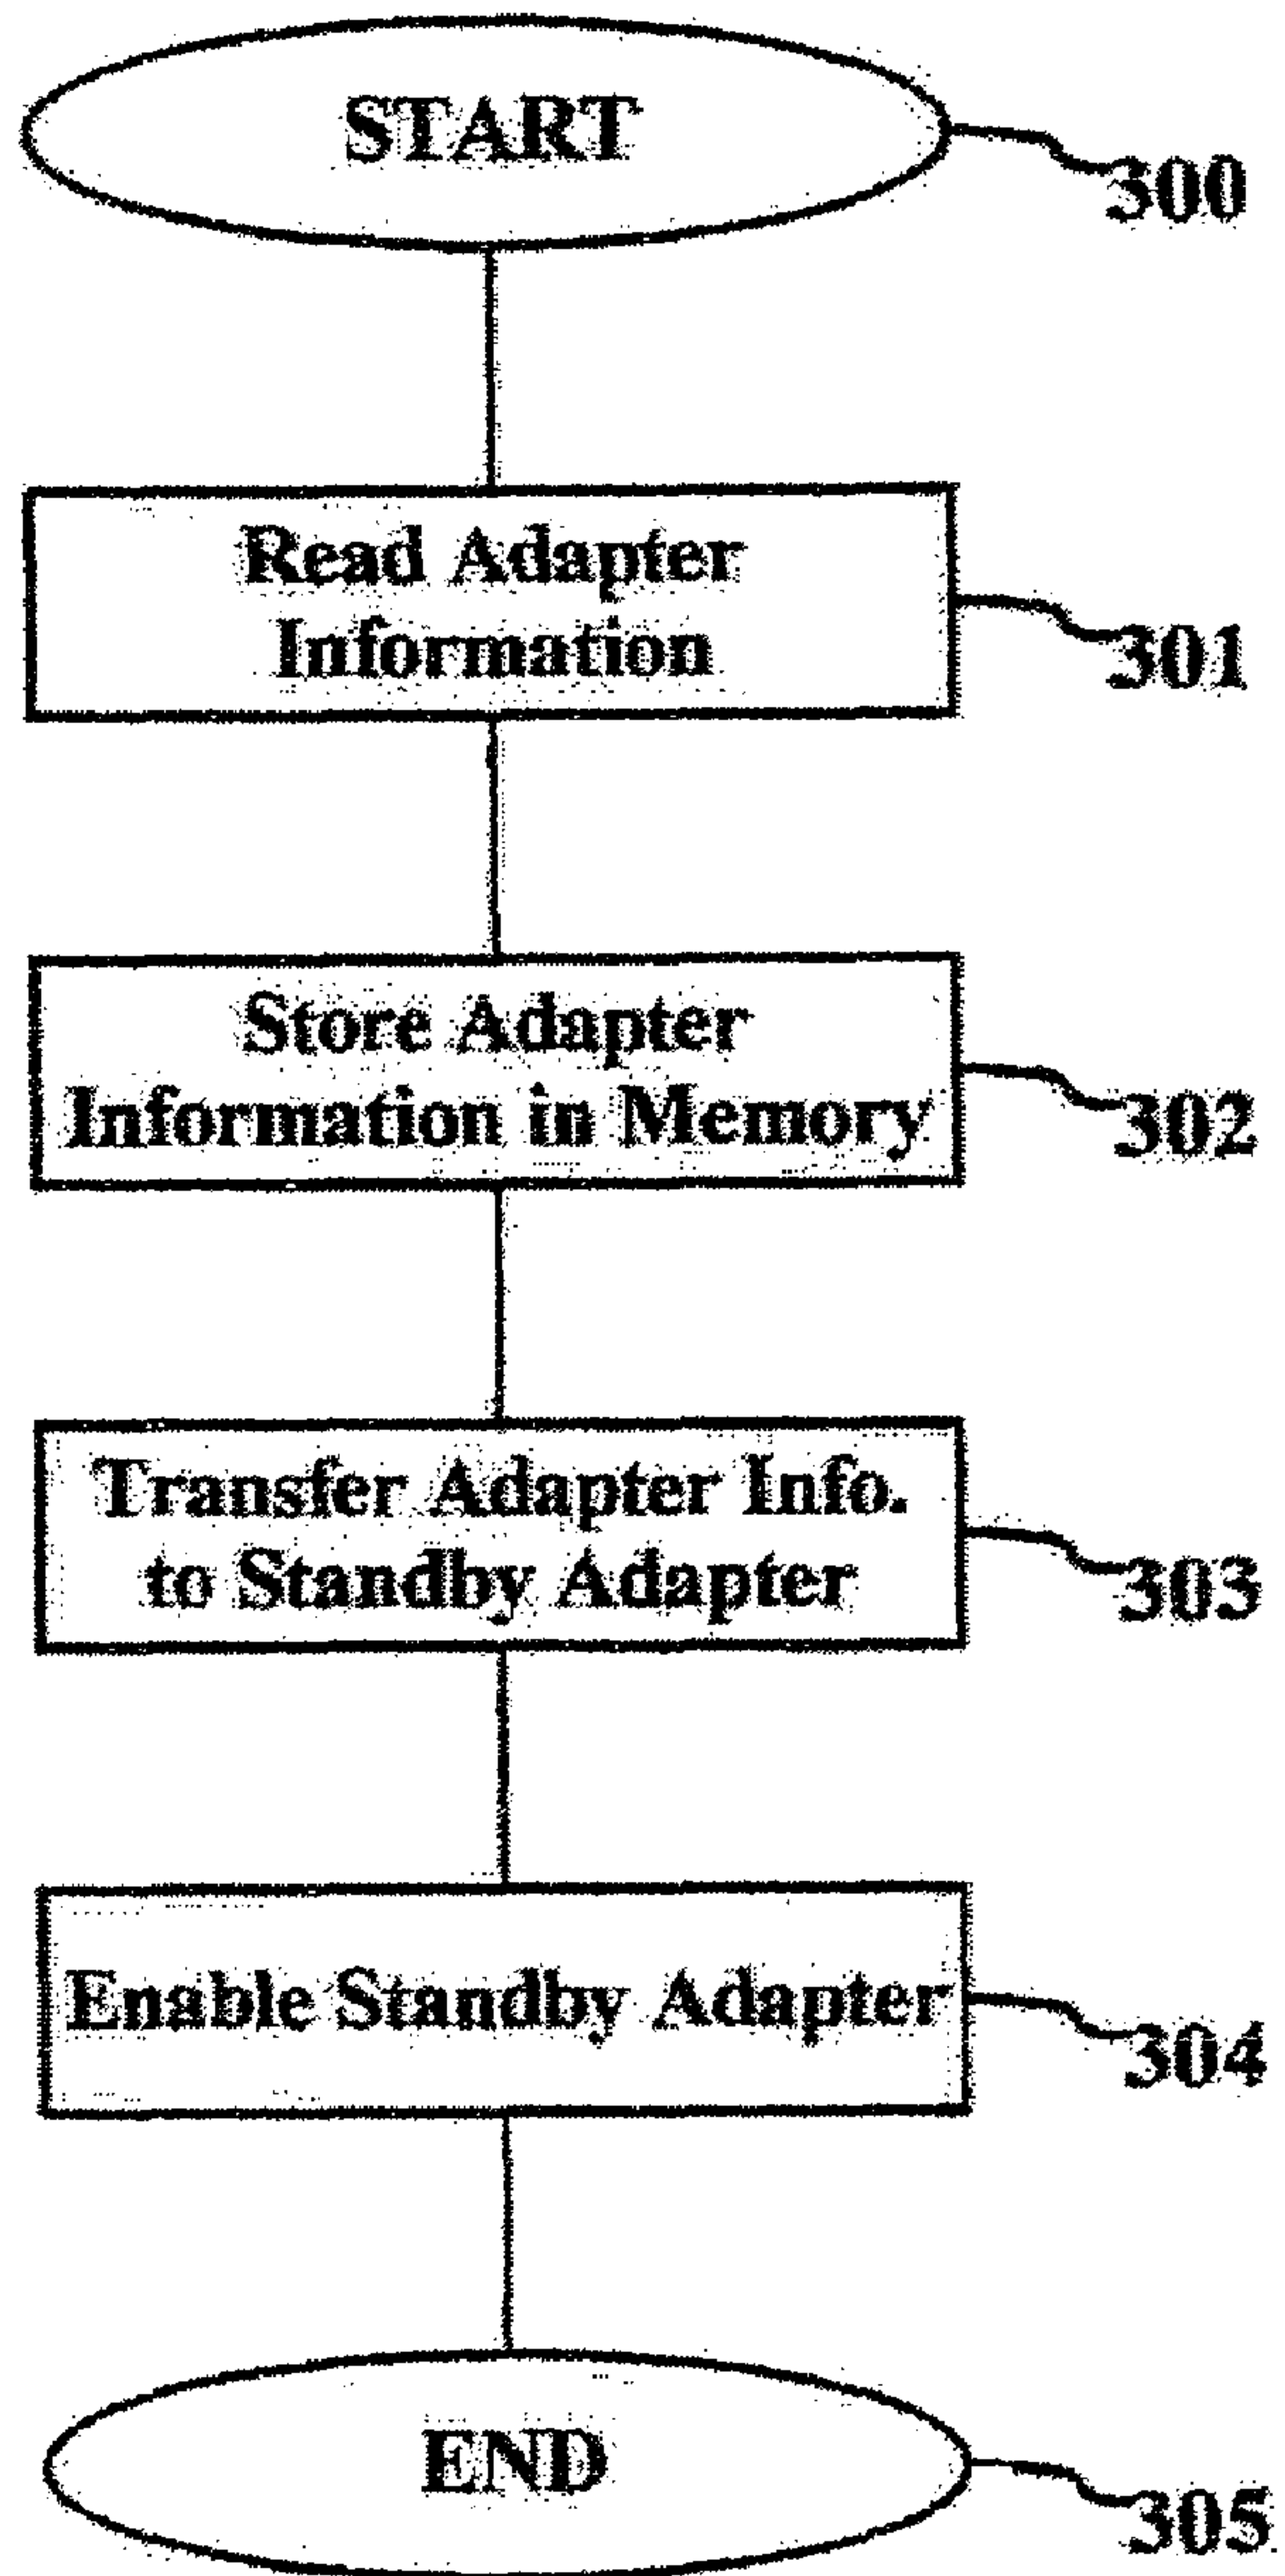 START
300
Read Adapter
Information
301
Store Adapter
Information in Memory
302
Transfer Adapter Info.
to Standby Adapter
303
Enable Standby Adapter
304
END
305